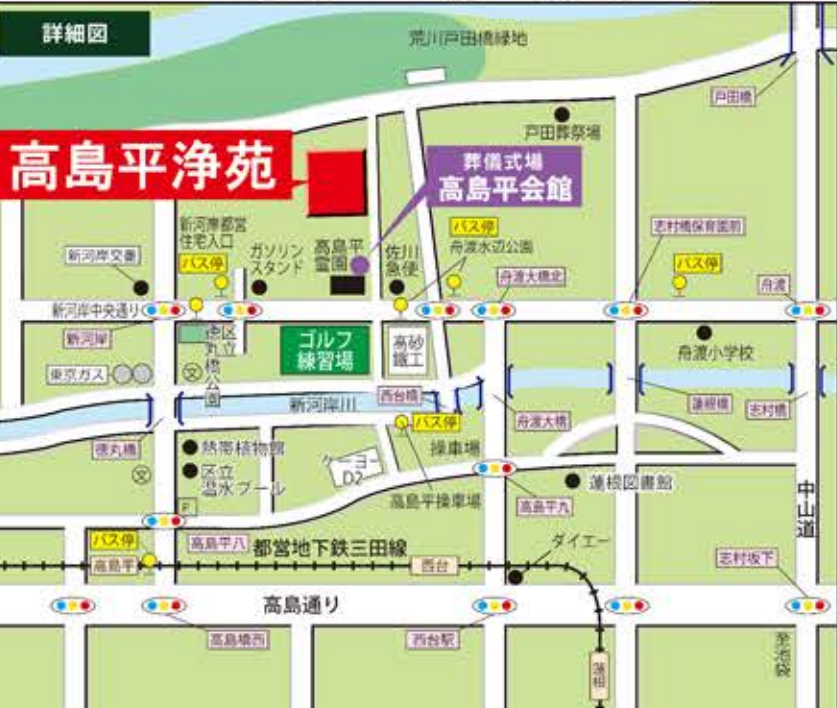 詳細図
荒川戸田橋緑地
戸田橋
戸田葬祭場
高島平浄苑
葬儀式場
高島平会館
新河岸都営
住宅入口
バス停
バス停
舟渡水辺公園
志村橋保育園前
バス停
新河岸交番
ガソリン
スタンド
高島平
霊園
佐川
急便
舟渡大橋北
舟渡
新河岸中央通り
新河岸
区立
徳丸橋公園
ゴルフ
練習場
高砂
鐵工
舟渡小学校
東京ガス
文
新河岸川
西台橋
バス停
舟渡大橋
蓮根橋
志村橋
徳丸橋
熱帯植物館
文
区立
温水プール
P
ケーヨー
D2
操車場
高島平操車場
蓮根図書館
高島平九
中山道
バス停
高島平
高島平八
都営地下鉄三田線
西台
ダイエー
志村坂下
高島通り
高島橋西
西台駅
蓮根
至池袋